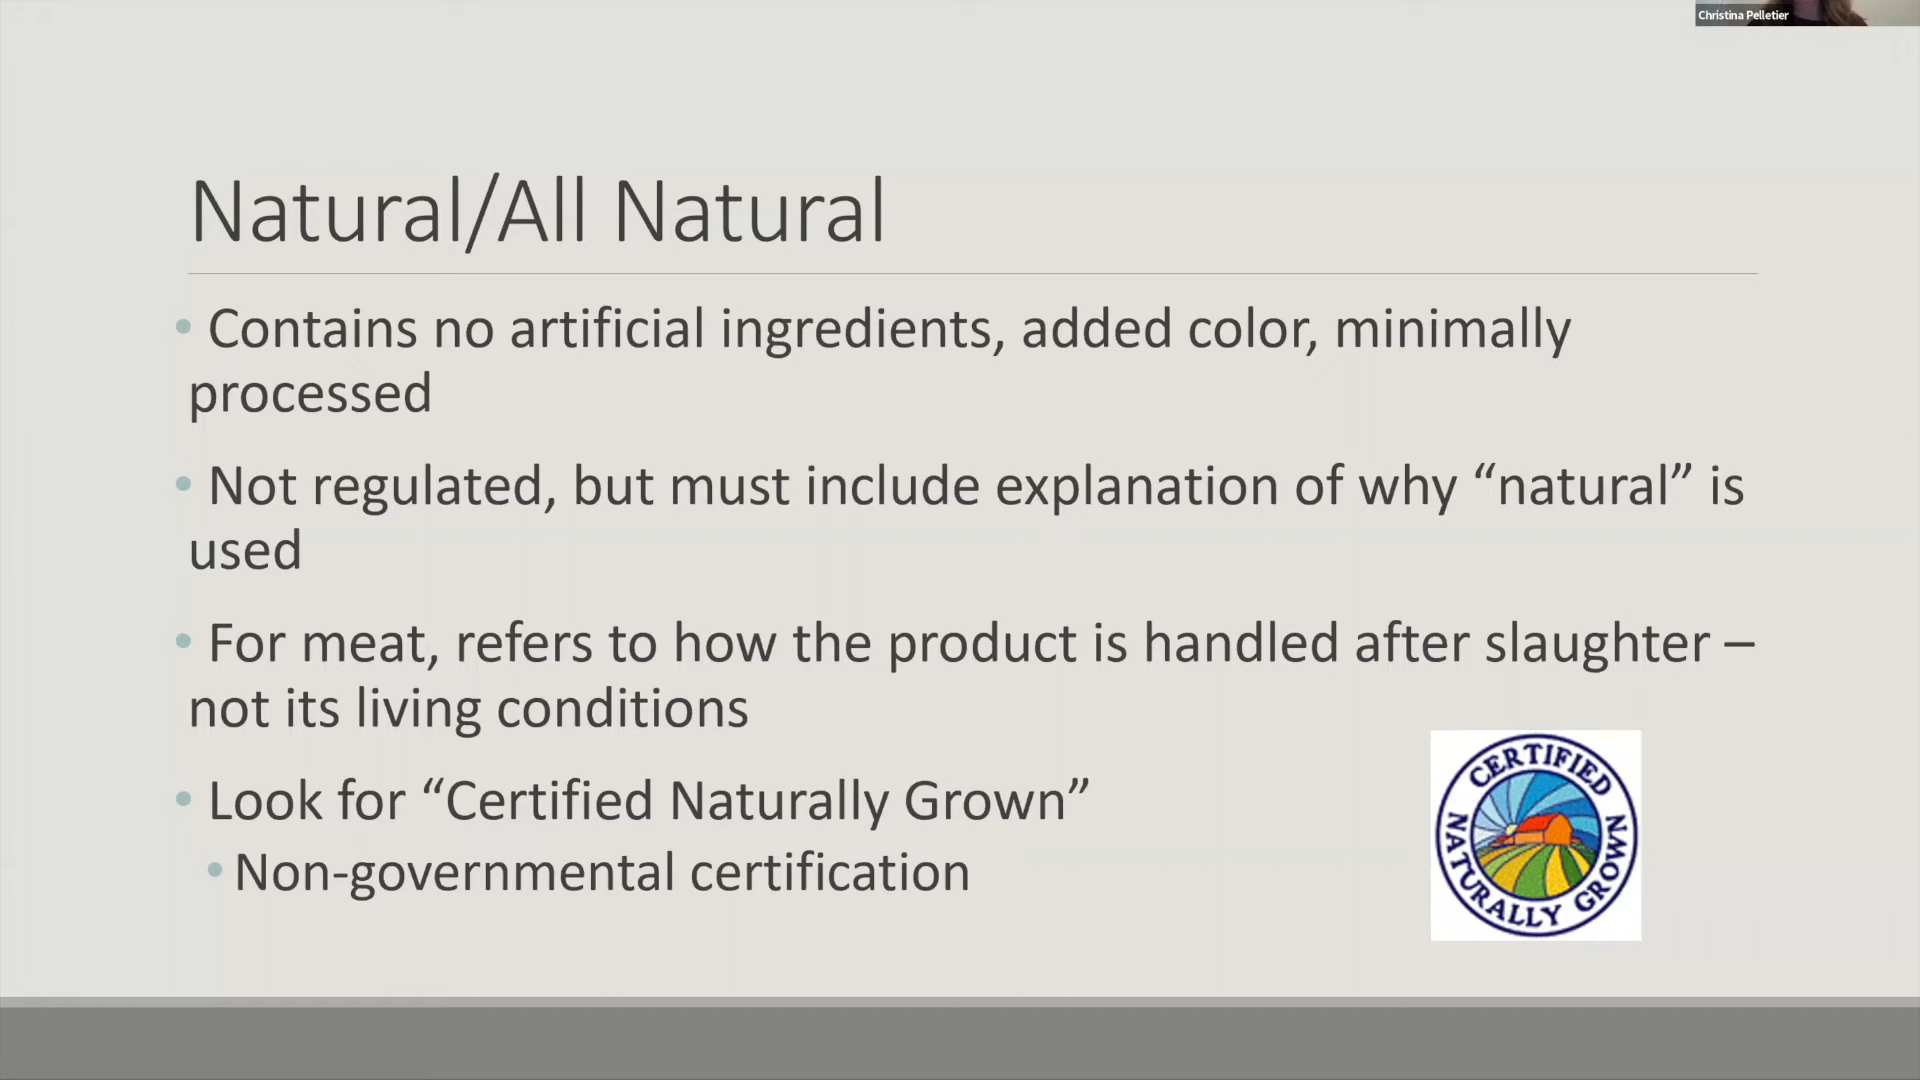 Christina Pelletier
Natural/All Natural
• Contains no artificial ingredients, added color, minimally
processed
• Not regulated, but must include explanation of why “natural” is
used
• For meat, refers to how the product is handled after slaughter –
not its living conditions
• Look for “Certified Naturally Grown”
• Non-governmental certification
CERTIFIED
NATURALLY GROWN